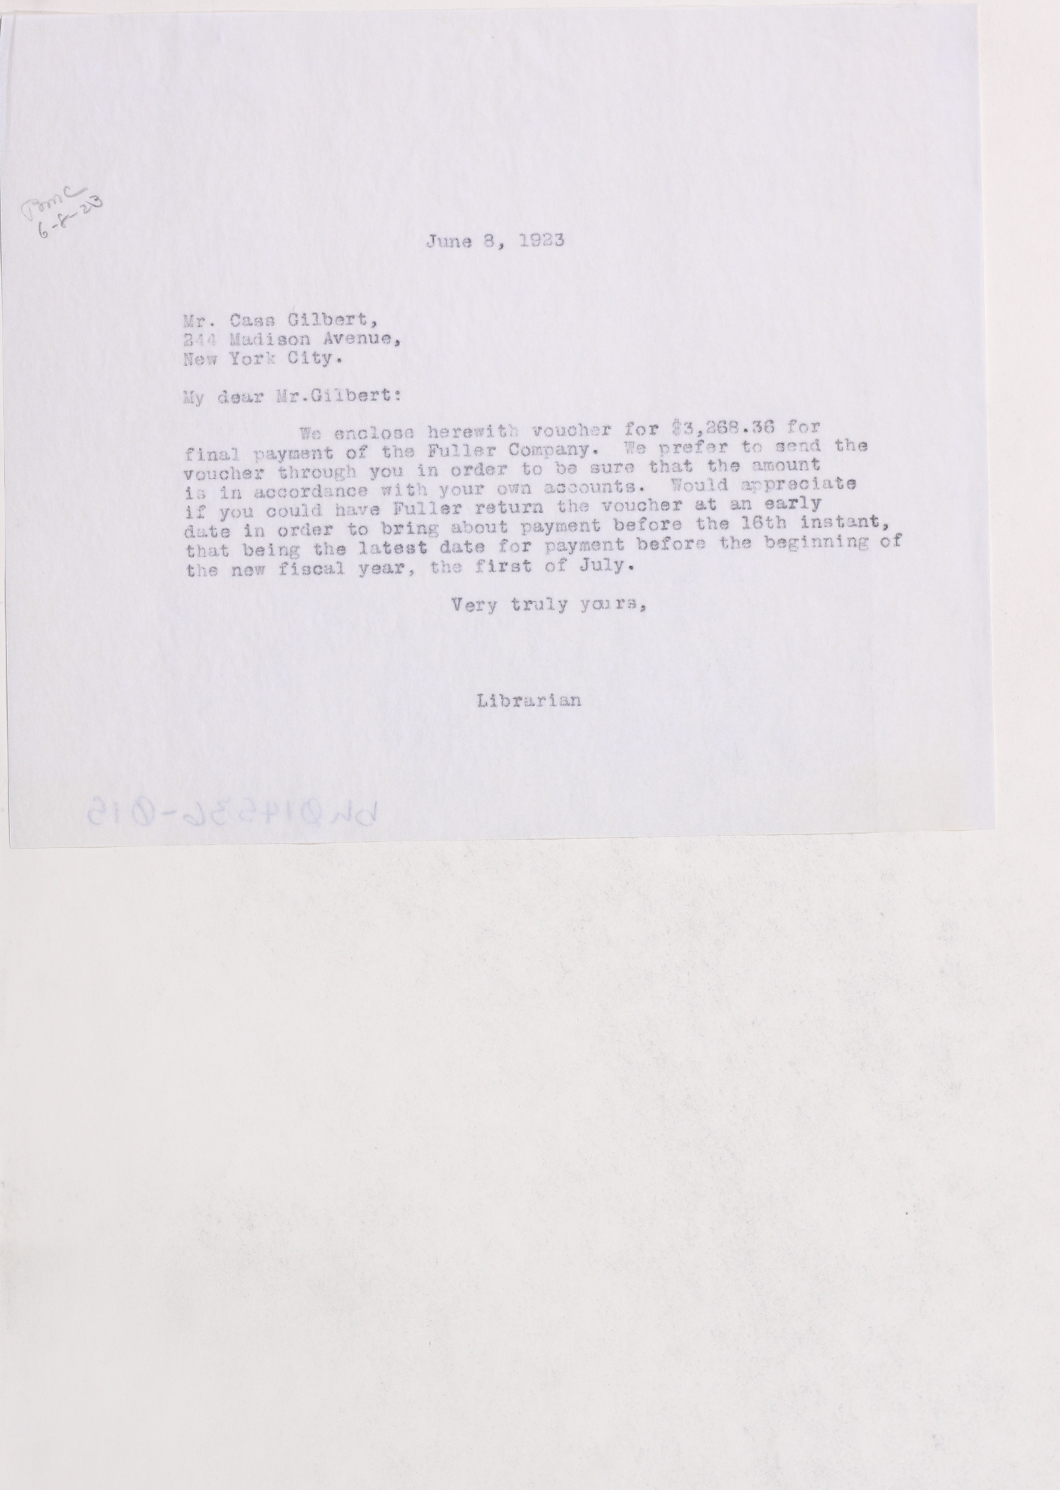 BMC
6-8-23
June 8, 1923
Mr. Cass Gilbert,
244 Madison Avenue,
New York City.
My dear Mr.Gilbert:
We enclose herewith voucher for $3,268.36 for
final payment of the Fuller Company. We prefer to send the
voucher through you in order to be sure that the amount
is in accordance with your own accounts. Would appreciate
if you could have Fuller return the voucher at an early
date in order to bring about payment before the 16th instant,
that being the latest date for payment before the beginning of
the new fiscal year, the first of July.
Very truly yours,
Librarian
bh014536-015